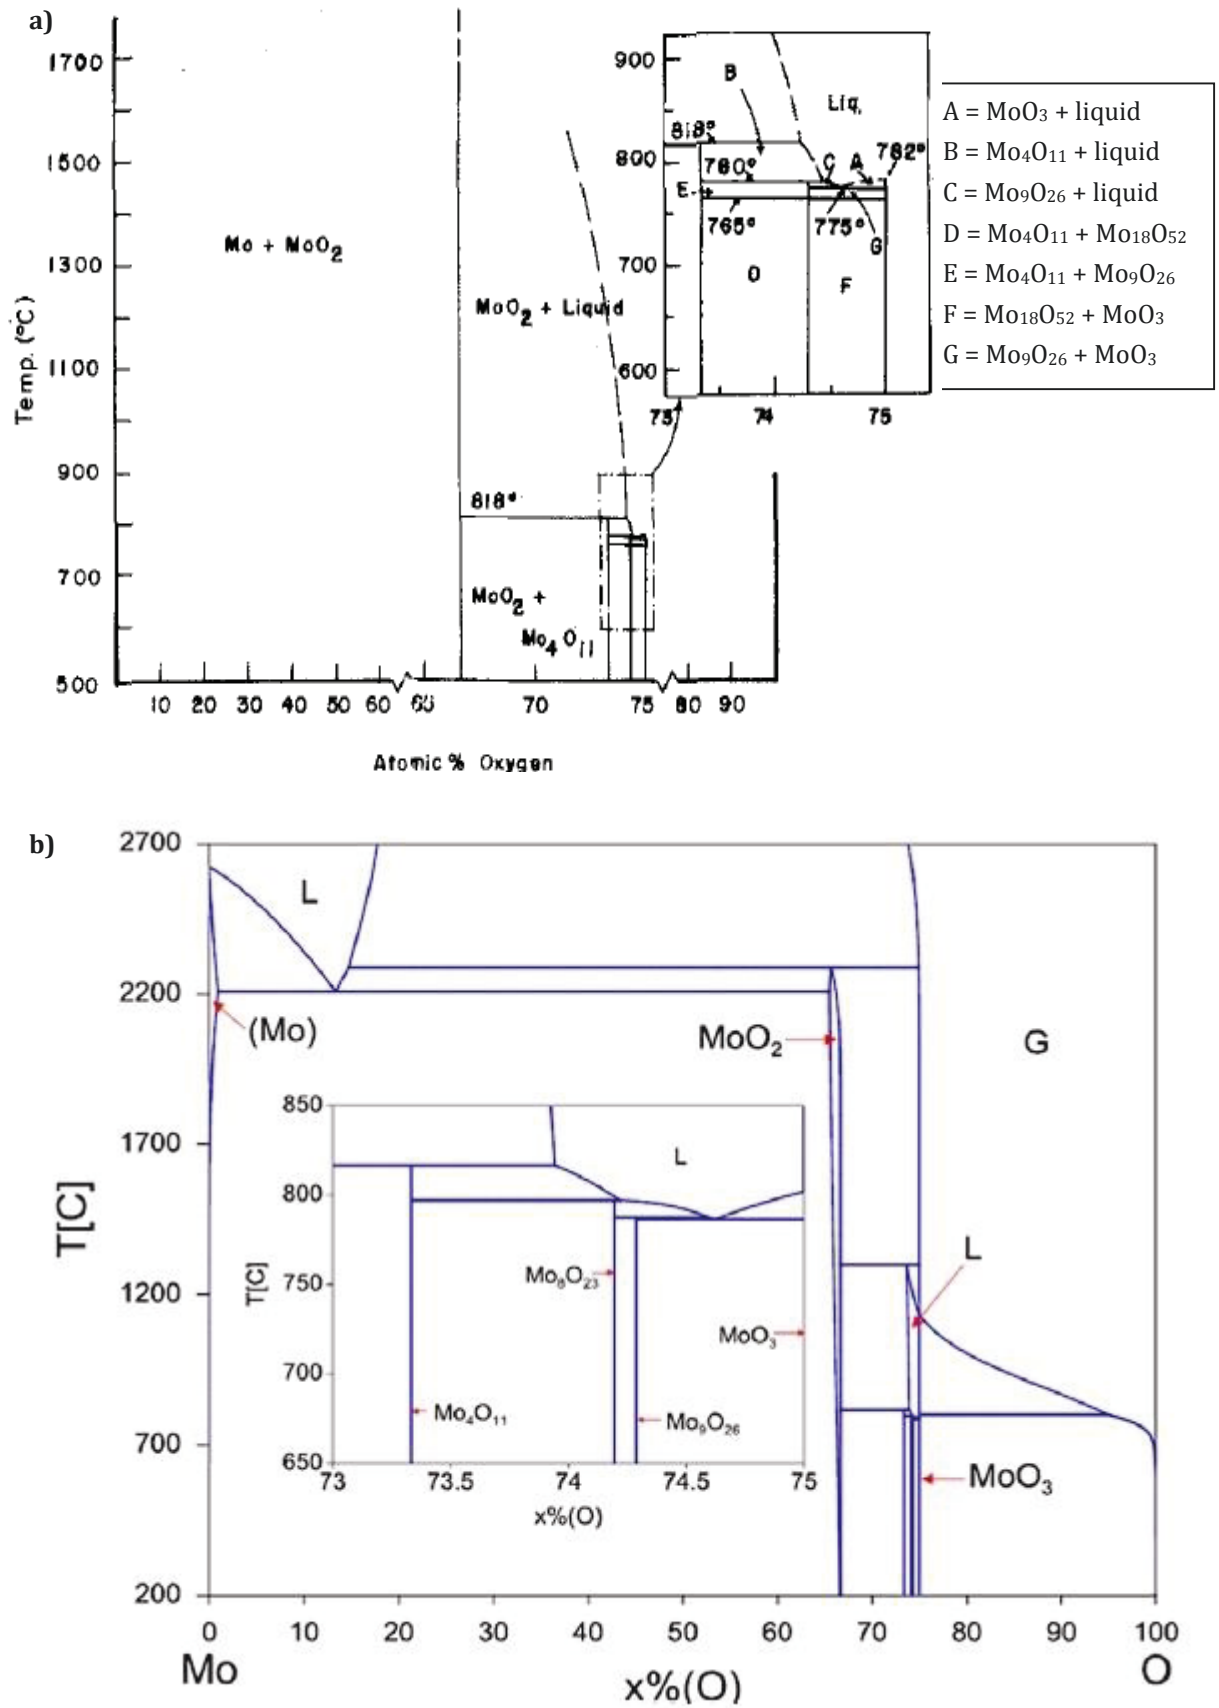 a)
1700
1500
1300
1100
900
700
500
Temp. (°C)
Mo + MoO₂
MoO₂ + Liquid
818°
MoO₂ +
Mo₄O₁₁
10 20 30 40 50 60 70 75 80 90
Atomic % Oxygen
900
800
700
600
B
Liq.
818°
780°
C
A
782°
E
765°
775°
G
D
F
73 74 75
A = MoO₃ + liquid
B = Mo₄O₁₁ + liquid
C = Mo₉O₂₆ + liquid
D = Mo₄O₁₁ + Mo₁₈O₅₂
E = Mo₄O₁₁ + Mo₉O₂₆
F = Mo₁₈O₅₂ + MoO₃
G = Mo₉O₂₆ + MoO₃
b)
2700
2200
1700
1200
700
200
T[C]
L
(Mo)
MoO₂
G
L
MoO₃
850
800
750
700
650
T[C]
L
Mo₈O₂₃
MoO₃
Mo₄O₁₁
Mo₉O₂₆
73 73.5 74 74.5 75
x%(O)
0 10 20 30 40 50 60 70 80 90 100
Mo
x%(O)
O